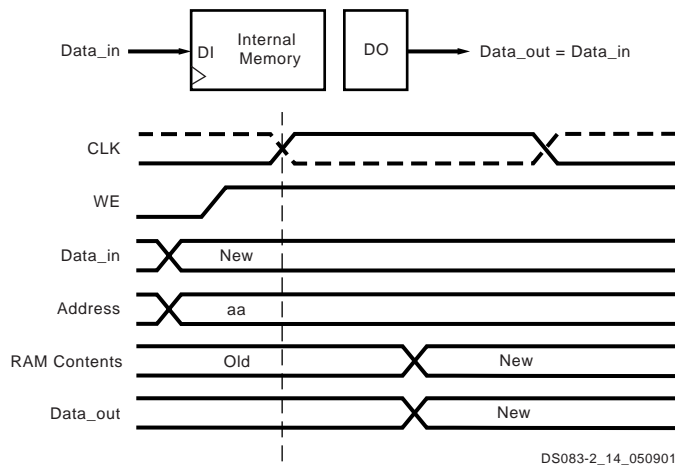 Data_in
DI
Internal
Memory
DO
Data_out = Data_in
CLK
WE
Data_in
New
Address
aa
RAM Contents
Old
New
Data_out
New
DS083-2_14_050901